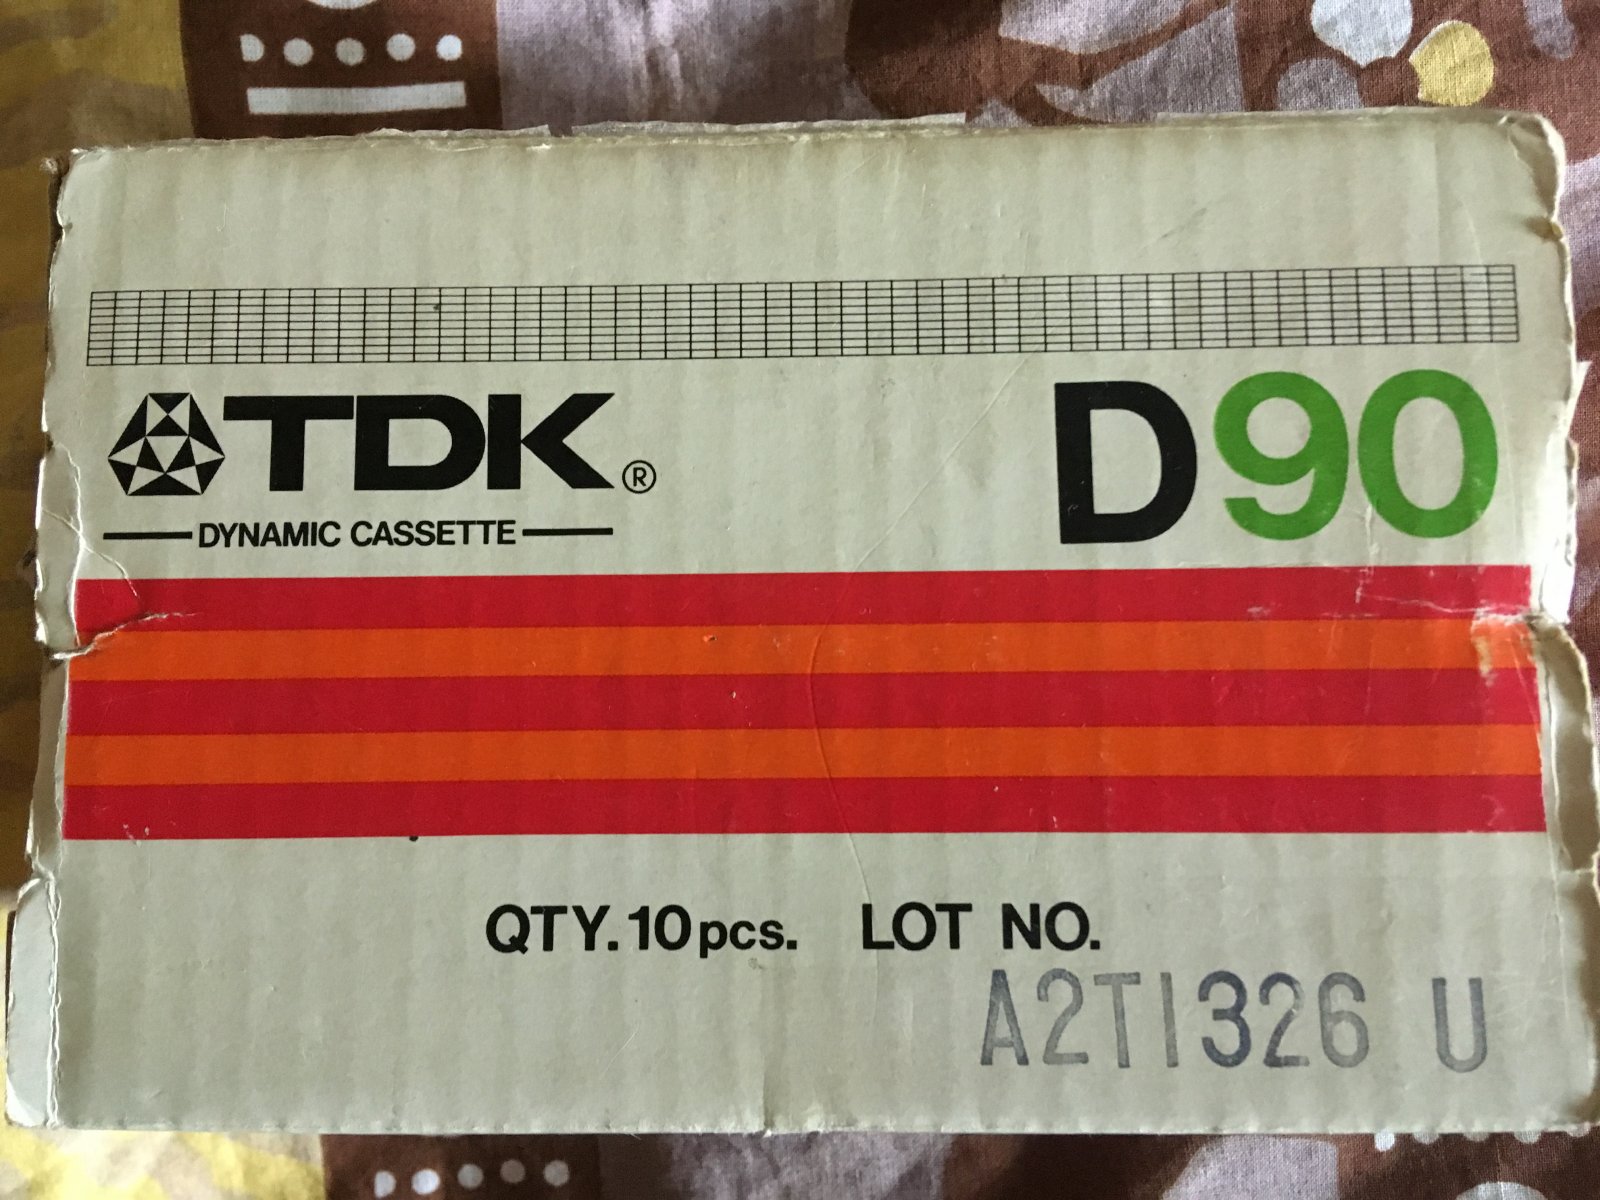 TDK® D90
DYNAMIC CASSETTE
QTY. 10 pcs. LOT NO.
A2T1326 U